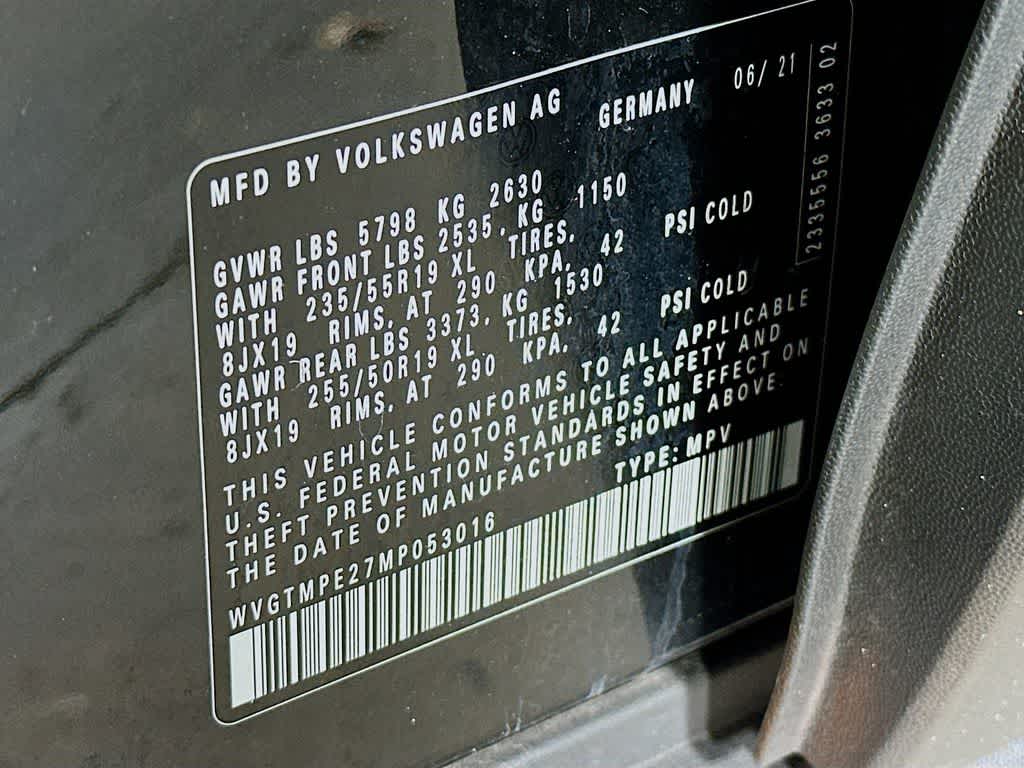 MFD BY VOLKSWAGEN AG GERMANY 06/ 21
GVWR LBS 5798 KG 2630
GAWR FRONT LBS 2535, KG 1150
WITH 235/55R19 XL TIRES,
8JX19 RIMS, AT 290 KPA, 42 PSI COLD
GAWR REAR LBS 3373, KG 1530
WITH 255/50R19 XL TIRES,
8JX19 RIMS, AT 290 KPA, 42 PSI COLD
THIS VEHICLE CONFORMS TO ALL APPLICABLE
U.S. FEDERAL MOTOR VEHICLE SAFETY AND
THEFT PREVENTION STANDARDS IN EFFECT ON
THE DATE OF MANUFACTURE SHOWN ABOVE.
WVGTMPE27MP053016 TYPE: MPV
2335556 3633 02